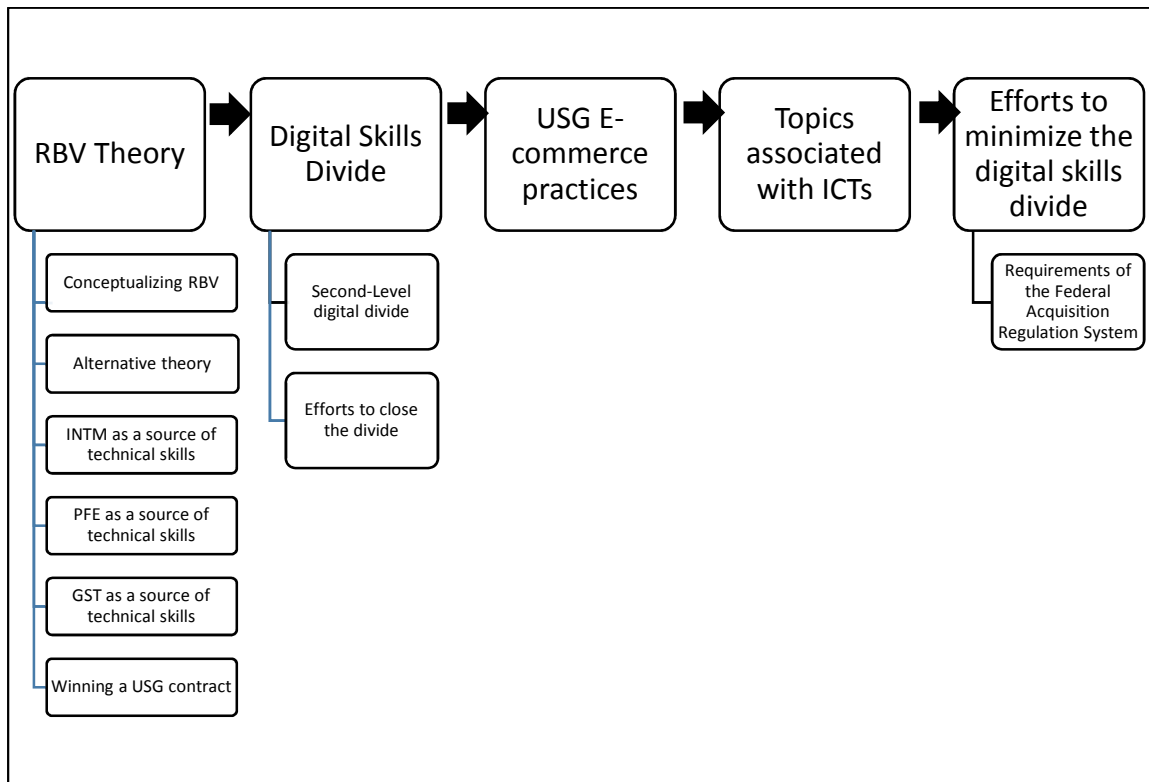 RBV Theory
Digital Skills
Divide
USG E-
commerce
practices
Topics
associated
with ICTs
Efforts to
minimize the
digital skills
divide
Conceptualizing RBV
Alternative theory
INTM as a source of
technical skills
PFE as a source of
technical skills
GST as a source of
technical skills
Winning a USG contract
Second-Level
digital divide
Efforts to close
the divide
Requirements of
the Federal
Acquisition
Regulation System